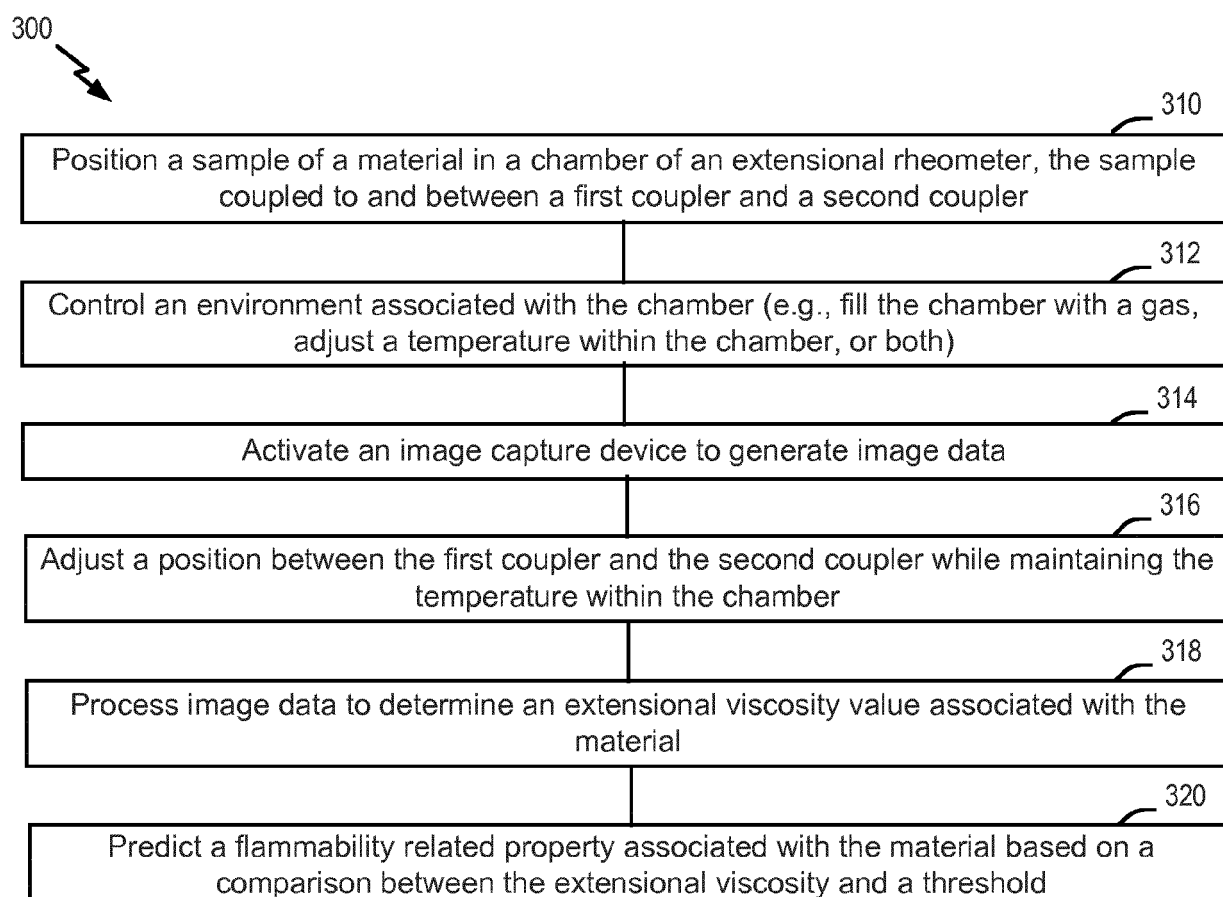 300
310
Position a sample of a material in a chamber of an extensional rheometer, the sample
coupled to and between a first coupler and a second coupler
312
Control an environment associated with the chamber (e.g., fill the chamber with a gas,
adjust a temperature within the chamber, or both)
314
Activate an image capture device to generate image data
316
Adjust a position between the first coupler and the second coupler while maintaining the
temperature within the chamber
318
Process image data to determine an extensional viscosity value associated with the
material
320
Predict a flammability related property associated with the material based on a
comparison between the extensional viscosity and a threshold